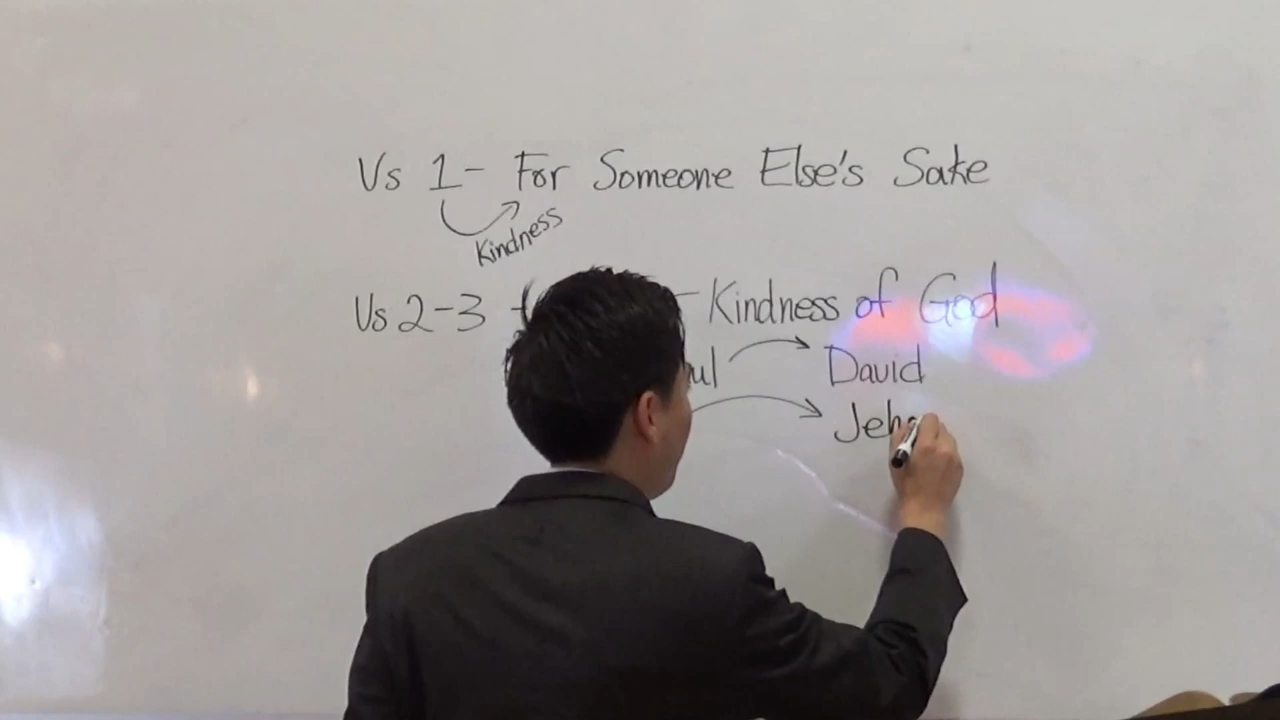 Vs 1- For Someone Else's Sake
Kindness
Vs 2-3 - Kindness of God
David